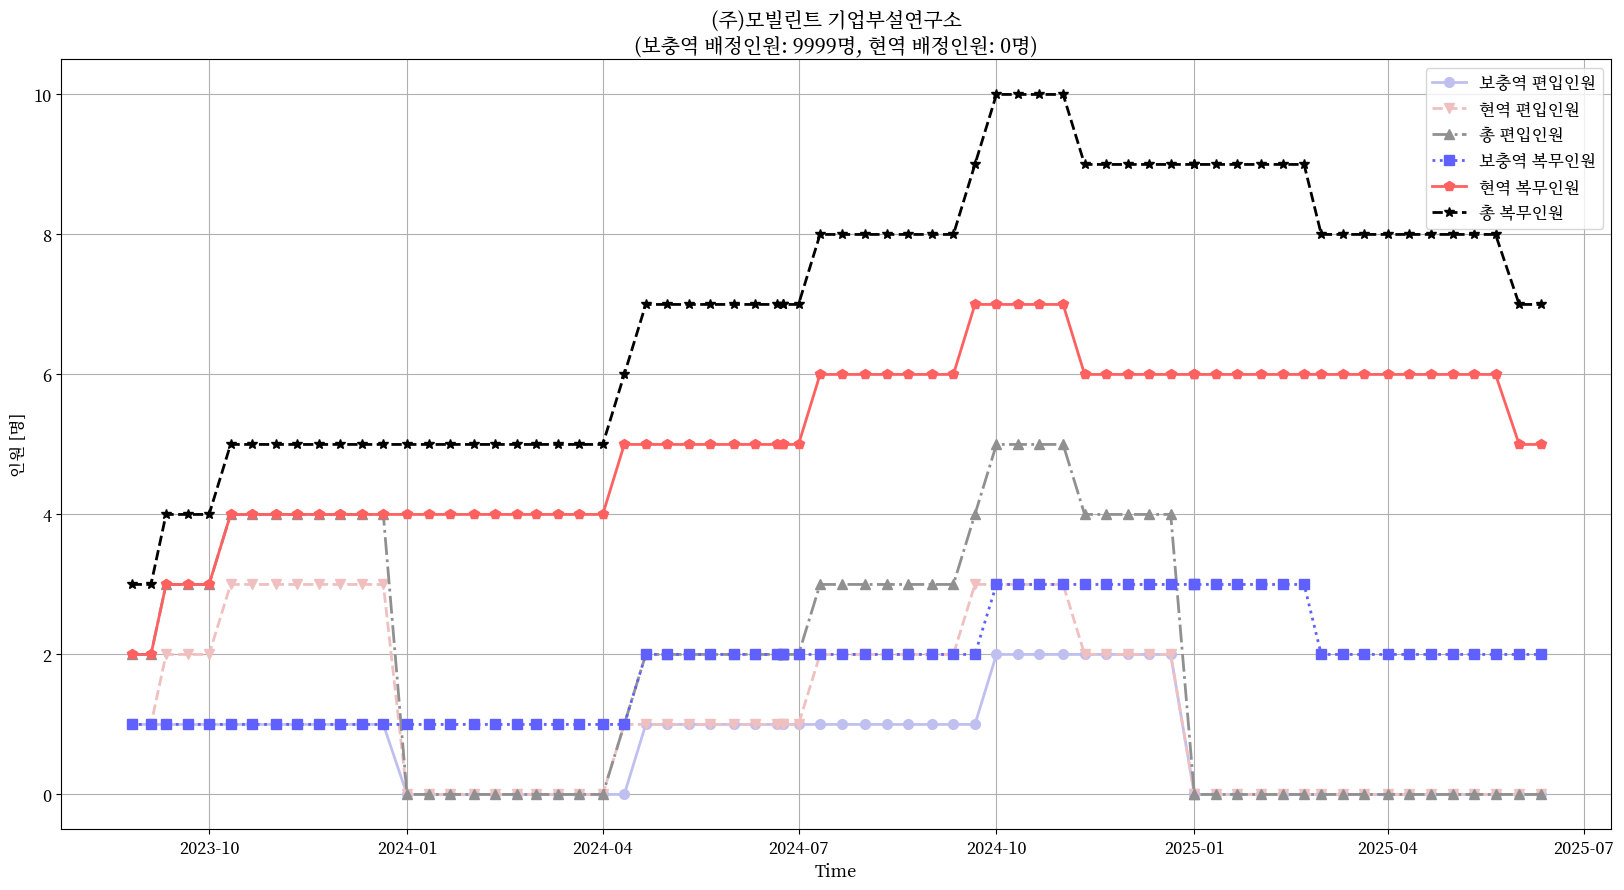 (주)모빌린트 기업부설연구소
(보충역 배정인원: 9999명, 현역 배정인원: 0명)
인원 [명]
10
8
6
4
2
0
보충역 편입인원
현역 편입인원
총 편입인원
보충역 복무인원
현역 복무인원
총 복무인원
2023-10 2024-01 2024-04 2024-07 2024-10 2025-01 2025-04 2025-07
Time